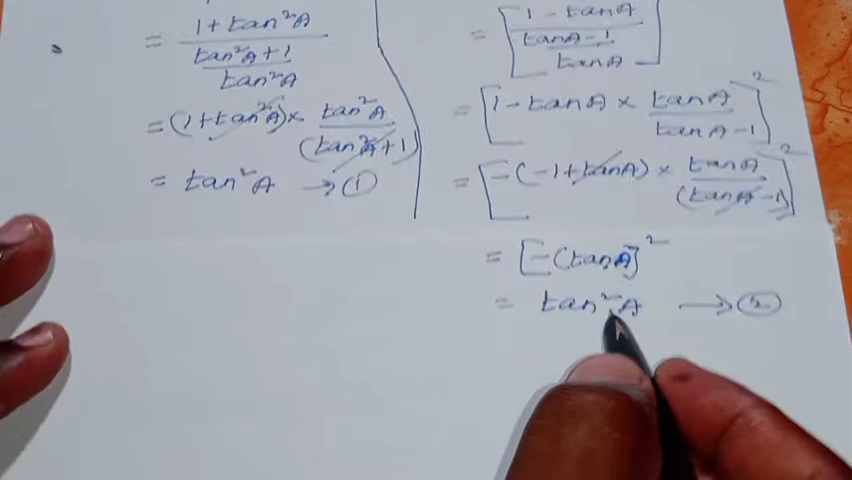 = 1 + tan²A
tan²A + 1
tan²A
= (1 + tan²A) × tan²A
(tan²A + 1)
= tan²A → ①
= [ 1 - tanA
tanA - 1
tanA ]
= [ 1 - tanA × tanA
tanA - 1 ]²
= [ -(-1 + tanA) × tanA
(tanA - 1) ]²
= [-(tanA)]²
= tan²A → ②